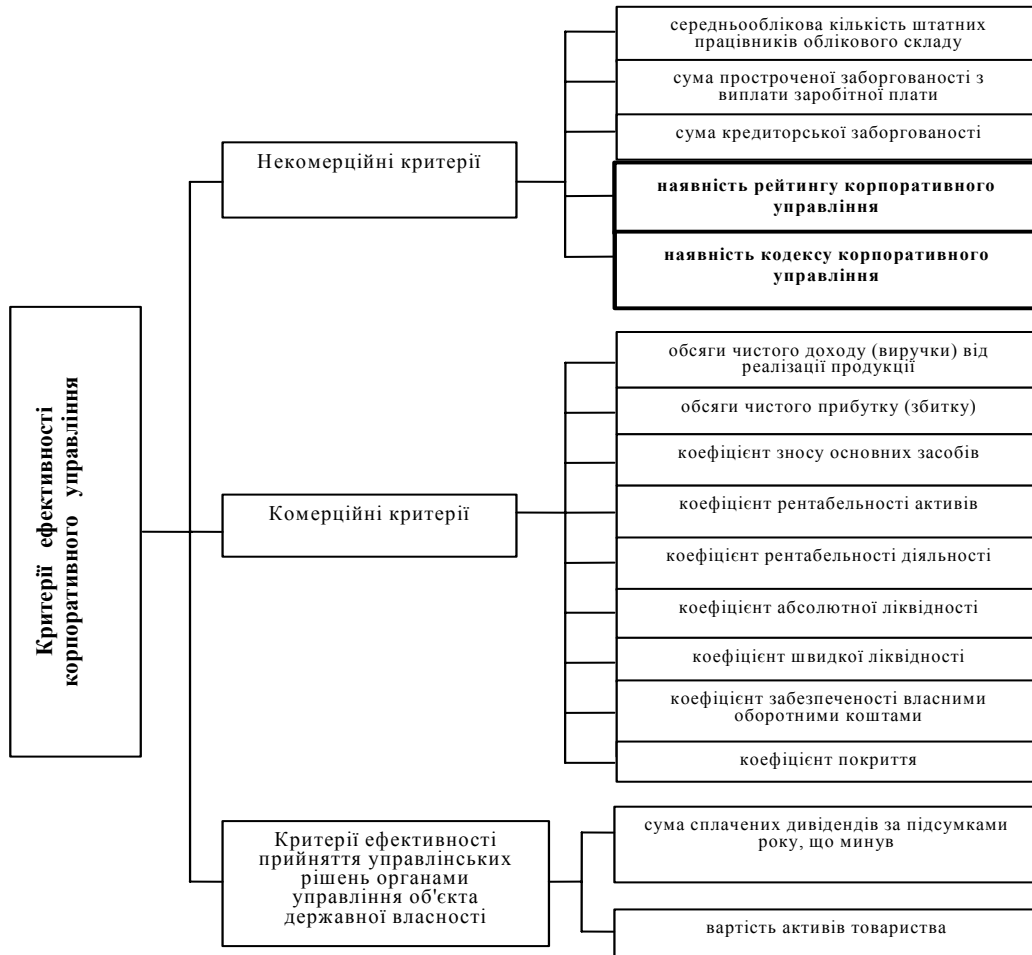 Критерії ефективності
корпоративного управління
Некомерційні критерії
середньооблікова кількість штатних
працівників облікового складу
сума простроченої заборгованості з
виплати заробітної плати
сума кредиторської заборгованості
наявність рейтингу корпоративного
управління
наявність кодексу корпоративного
управління
Комерційні критерії
обсяги чистого доходу (виручки) від
реалізації продукції
обсяги чистого прибутку (збитку)
коефіцієнт зносу основних засобів
коефіцієнт рентабельності активів
коефіцієнт рентабельності діяльності
коефіцієнт абсолютної ліквідності
коефіцієнт швидкої ліквідності
коефіцієнт забезпеченості власними
оборотними коштами
коефіцієнт покриття
Критерії ефективності
прийняття управлінських
рішень органами
управління об'єкта
державної власності
сума сплачених дивідендів за підсумками
року, що минув
вартість активів товариства